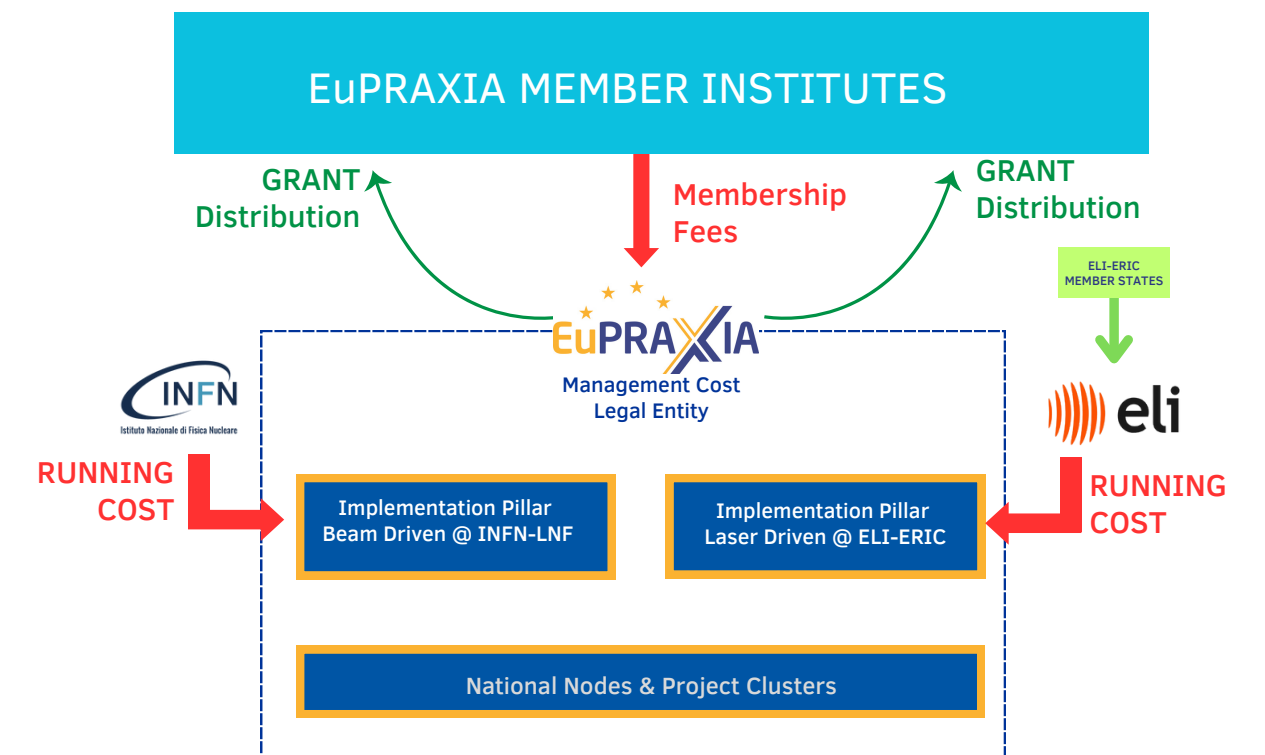 EuPRAXIA MEMBER INSTITUTES
GRANT
Distribution
Membership
Fees
GRANT
Distribution
ELI-ERIC
MEMBER STATES
EuPRAXIA
Management Cost
Legal Entity
INFN
Istituto Nazionale di Fisica Nucleare
eli
RUNNING
COST
Implementation Pillar
Beam Driven @ INFN-LNF
Implementation Pillar
Laser Driven @ ELI-ERIC
RUNNING
COST
National Nodes & Project Clusters